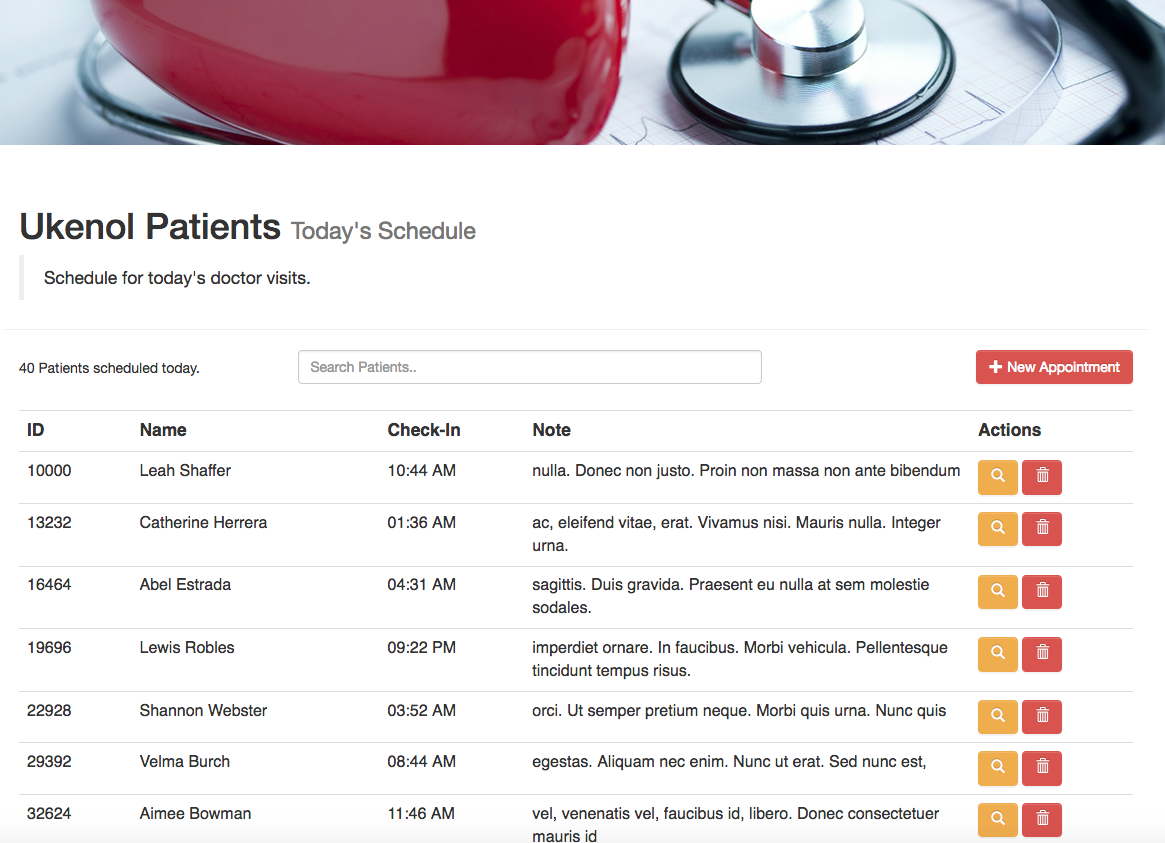 Ukenol Patients Today's Schedule
Schedule for today's doctor visits.
40 Patients scheduled today. Search Patients.. New Appointment
ID Name Check-In Note Actions
10000 Leah Shaffer 10:44 AM nulla. Donec non justo. Proin non massa non ante bibendum
13232 Catherine Herrera 01:36 AM ac, eleifend vitae, erat. Vivamus nisi. Mauris nulla. Integer
urna.
16464 Abel Estrada 04:31 AM sagittis. Duis gravida. Praesent eu nulla at sem molestie
sodales.
19696 Lewis Robles 09:22 PM imperdiet ornare. In faucibus. Morbi vehicula. Pellentesque
tincidunt tempus risus.
22928 Shannon Webster 03:52 AM orci. Ut semper pretium neque. Morbi quis urna. Nunc quis
29392 Velma Burch 08:44 AM egestas. Aliquam nec enim. Nunc ut erat. Sed nunc est,
32624 Aimee Bowman 11:46 AM vel, venenatis vel, faucibus id, libero. Donec consectetuer
mauris id